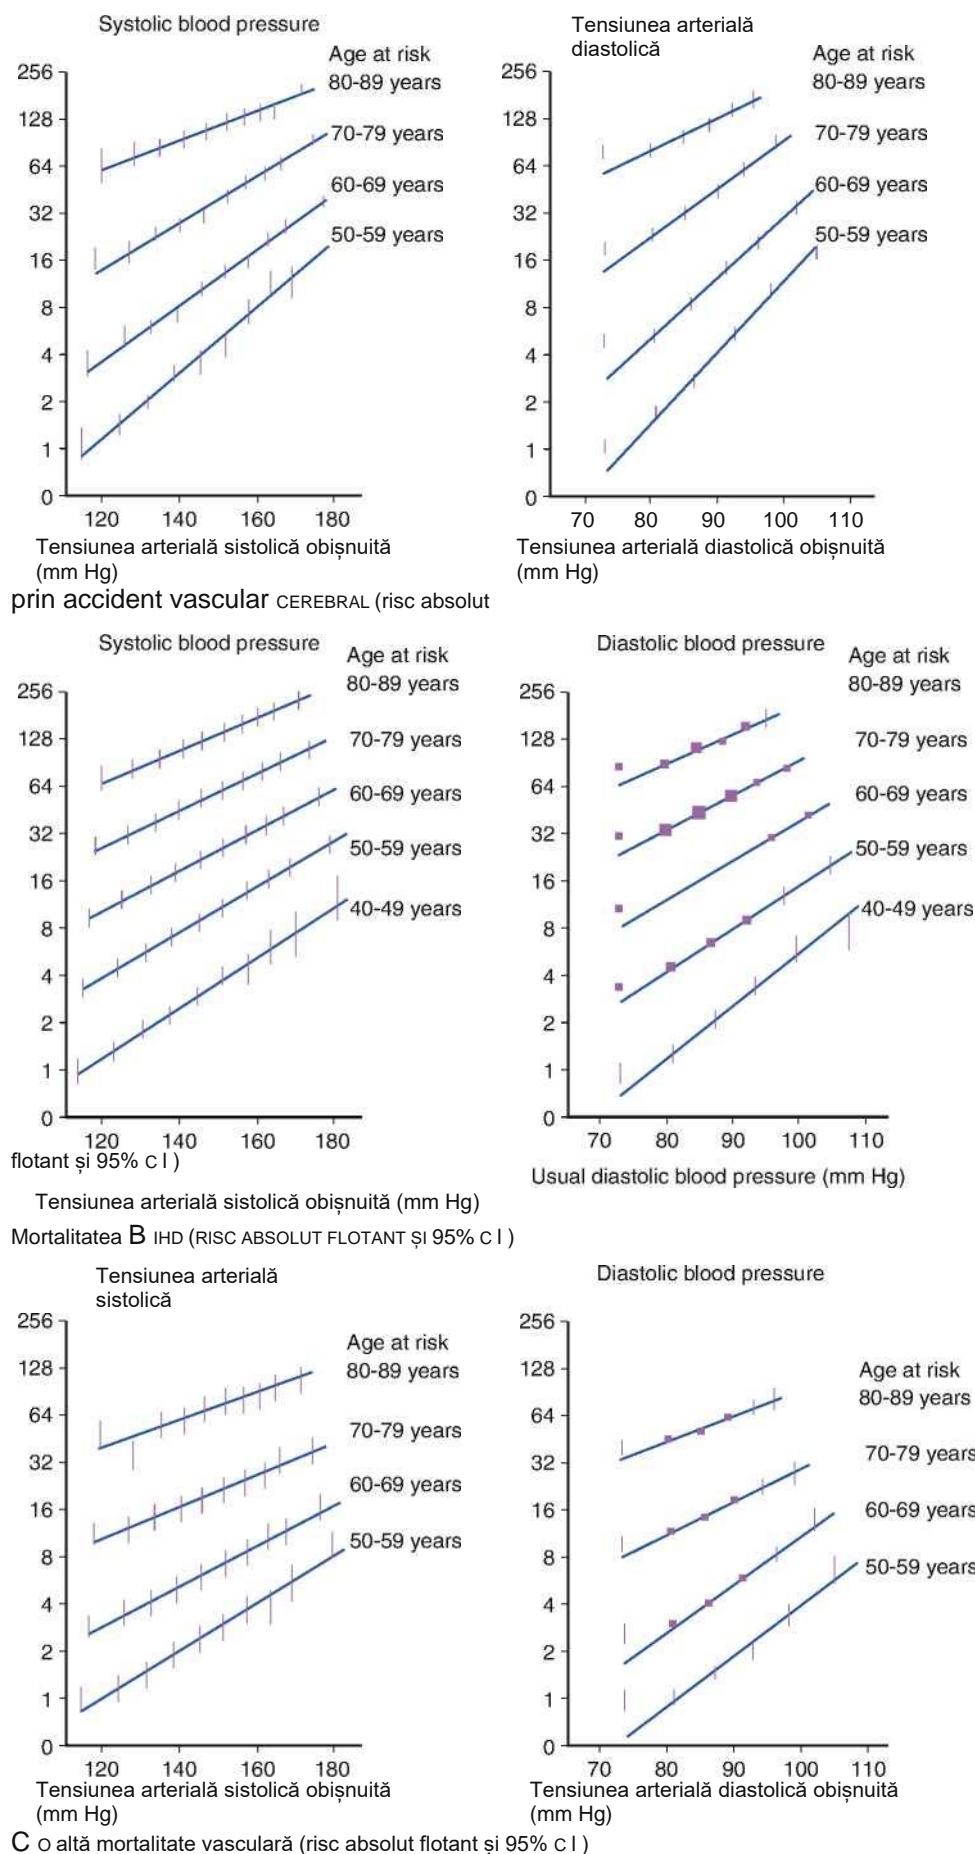 Systolic blood pressure
Age at risk
80-89 years
70-79 years
60-69 years
50-59 years
256
128
64
32
16
8
4
2
1
0
120 140 160 180
Tensiunea arterială sistolică obișnuită
(mm Hg)
Tensiunea arterială
diastolică
Age at risk
80-89 years
70-79 years
60-69 years
50-59 years
256
128
64
32
16
8
4
2
1
0
70 80 90 100 110
Tensiunea arterială diastolică obișnuită
(mm Hg)
prin accident vascular CEREBRAL (risc absolut
Systolic blood pressure
Age at risk
80-89 years
70-79 years
60-69 years
50-59 years
40-49 years
256
128
64
32
16
8
4
2
1
0
120 140 160 180
flotant și 95% C I )
Tensiunea arterială sistolică obișnuită (mm Hg)
Diastolic blood pressure
Age at risk
80-89 years
70-79 years
60-69 years
50-59 years
40-49 years
256
128
64
32
16
8
4
2
1
0
70 80 90 100 110
Usual diastolic blood pressure (mm Hg)
Mortalitatea B IHD (RISC ABSOLUT FLOTANT ȘI 95% C I )
Tensiunea arterială
sistolică
Age at risk
80-89 years
70-79 years
60-69 years
50-59 years
256
128
64
32
16
8
4
2
1
0
120 140 160 180
Tensiunea arterială sistolică obișnuită
(mm Hg)
Diastolic blood pressure
Age at risk
80-89 years
70-79 years
60-69 years
50-59 years
256
128
64
32
16
8
4
2
1
0
70 80 90 100 110
Tensiunea arterială diastolică obișnuită
(mm Hg)
C O altă mortalitate vasculară (risc absolut flotant și 95% C I )